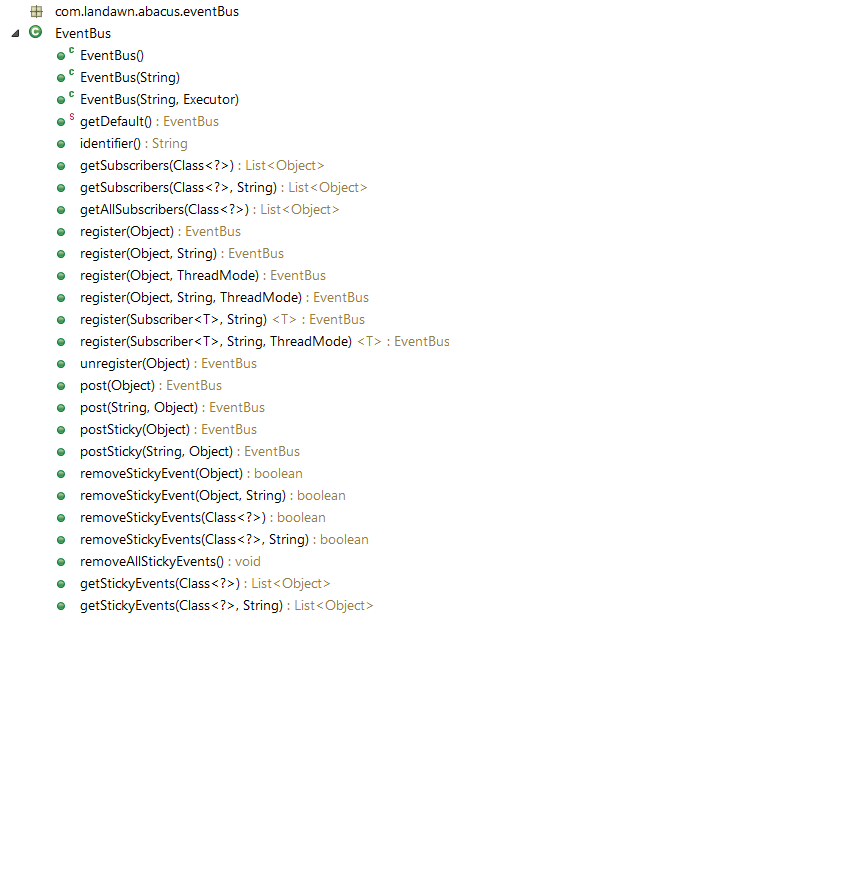 com.landawn.abacus.eventBus
C EventBus
C EventBus()
C EventBus(String)
C EventBus(String, Executor)
S getDefault() : EventBus
identifier() : String
getSubscribers(Class<?>) : List<Object>
getSubscribers(Class<?>, String) : List<Object>
getAllSubscribers(Class<?>) : List<Object>
register(Object) : EventBus
register(Object, String) : EventBus
register(Object, ThreadMode) : EventBus
register(Object, String, ThreadMode) : EventBus
register(Subscriber<T>, String) <T> : EventBus
register(Subscriber<T>, String, ThreadMode) <T> : EventBus
unregister(Object) : EventBus
post(Object) : EventBus
post(String, Object) : EventBus
postSticky(Object) : EventBus
postSticky(String, Object) : EventBus
removeStickyEvent(Object) : boolean
removeStickyEvent(Object, String) : boolean
removeStickyEvents(Class<?>) : boolean
removeStickyEvents(Class<?>, String) : boolean
removeAllStickyEvents() : void
getStickyEvents(Class<?>) : List<Object>
getStickyEvents(Class<?>, String) : List<Object>